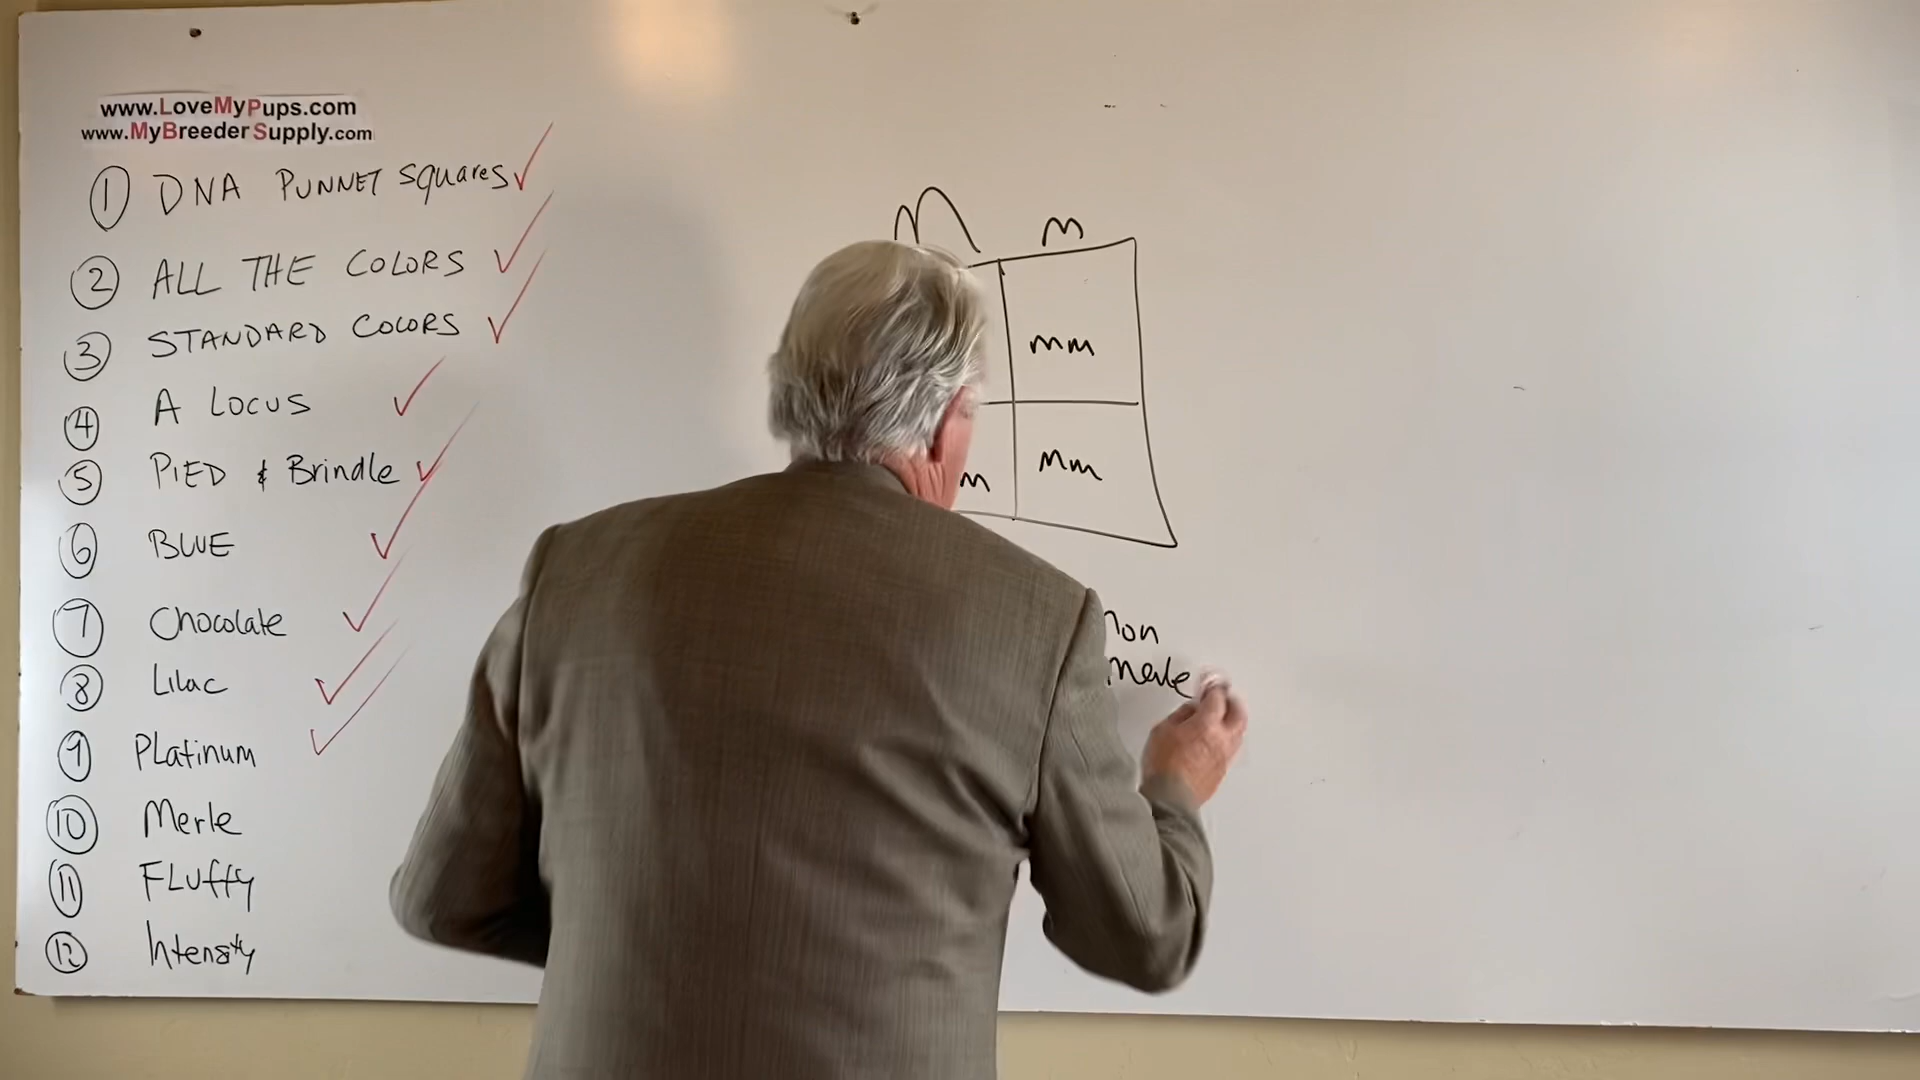 www.LoveMyPups.com
www.MyBreederSupply.com
1 DNA PUNNET SquareS
2 ALL THE COLORS
3 STANDARD COLORS
4 A LOCUS
5 PIED & Brindle
6 BLUE
7 Chocolate
8 Lilac
9 PLatinum
10 Merle
11 FLuffy
12 Intensity
M m
mm
m mm
non
merle